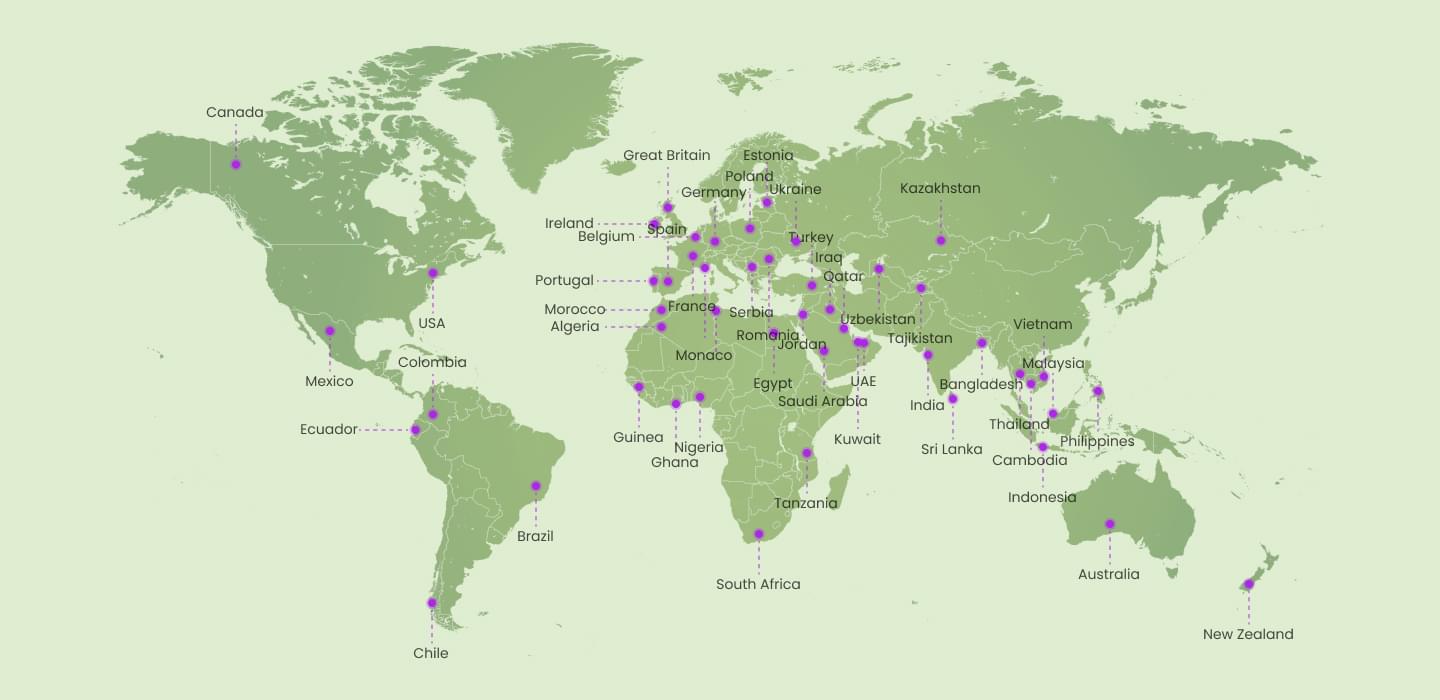 Canada
Great Britain
Estonia
Poland
Germany
Ukraine
Kazakhstan
Ireland
Spain
Belgium
Turkey
Iraq
Qatar
Portugal
Morocco
France
Serbia
Uzbekistan
USA
Algeria
Vietnam
Romania
Jordan
Tajikistan
Monaco
Colombia
Malaysia
Mexico
Egypt
UAE
Bangladesh
Saudi Arabia
India
Thailand
Ecuador
Guinea
Kuwait
Philippines
Nigeria
Sri Lanka
Ghana
Cambodia
Indonesia
Tanzania
Brazil
Australia
South Africa
New Zealand
Chile